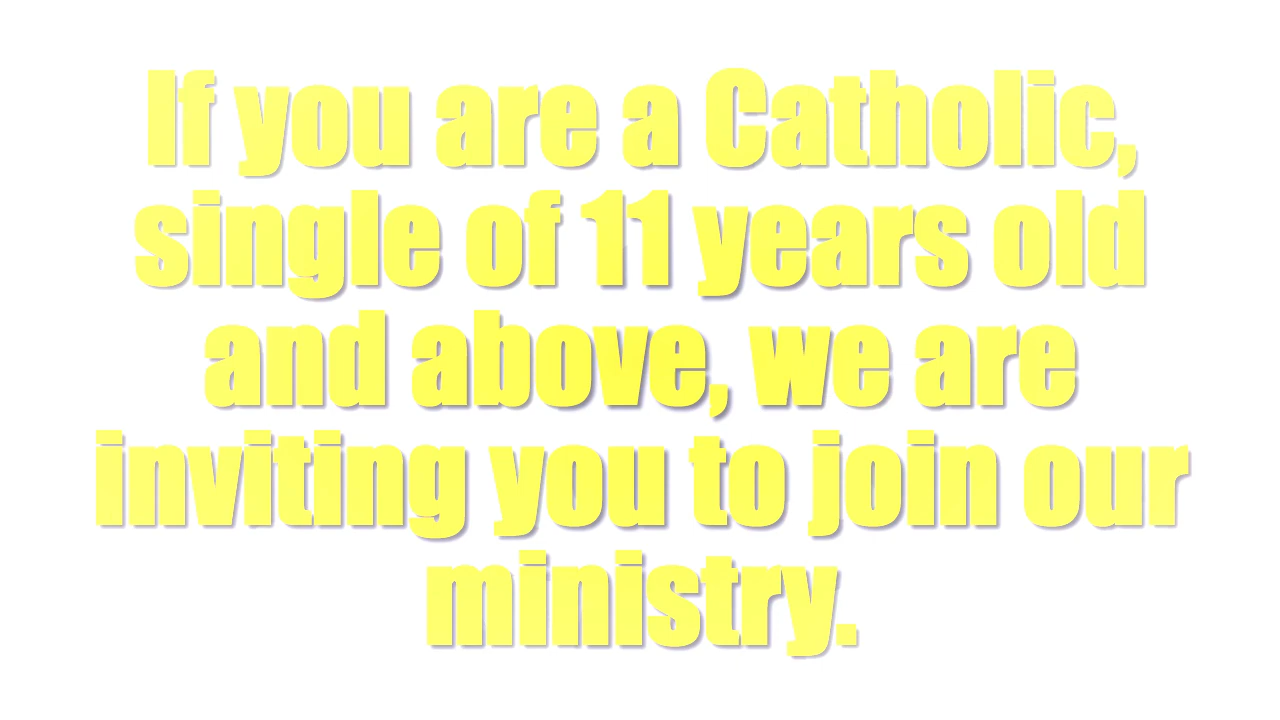 If you are a Catholic,
single of 11 years old
and above, we are
inviting you to join our
ministry.